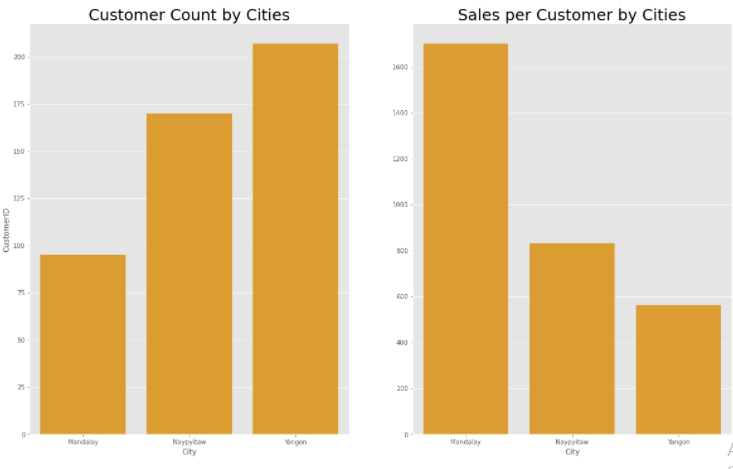 Customer Count by Cities
200
175
150
125
100
75
50
25
0
CustomerID
Mandalay
Naypyitaw
Yangon
City
Sales per Customer by Cities
1600
1400
1200
1000
800
600
400
200
0
Mandalay
Naypyitaw
Yangon
City